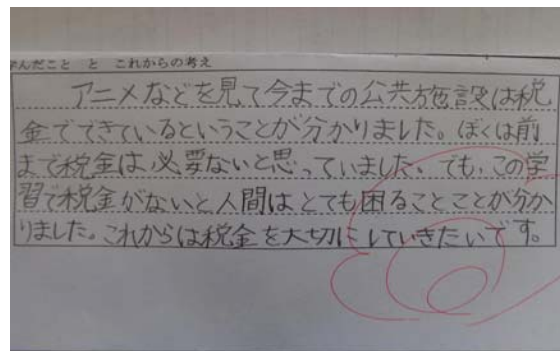 学んだこと と これからの考え
アニメなどを見て今までの公共施設は税
金でできているということが分かりました。ぼくは前
まで税金は必要ないと思っていました、でも、この学
習で税金がないと人間はとても困ることことが分か
りました。これからは税金を大切にしていきたいです。